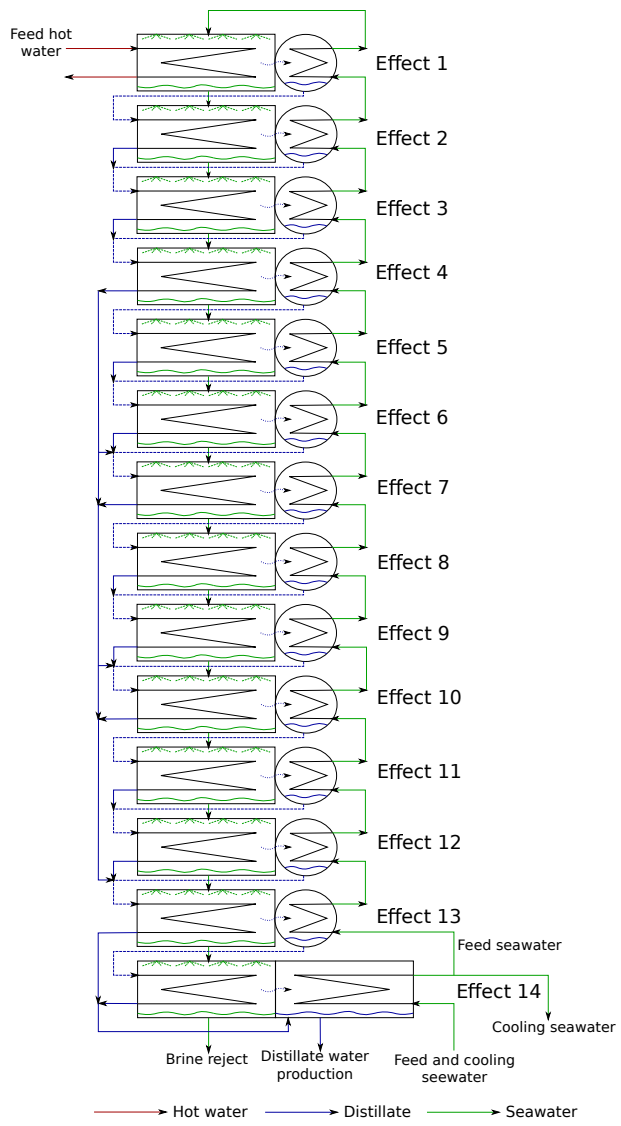 Feed hot
water
Effect 1
Effect 2
Effect 3
Effect 4
Effect 5
Effect 6
Effect 7
Effect 8
Effect 9
Effect 10
Effect 11
Effect 12
Effect 13
Feed seawater
Effect 14
Cooling seawater
Brine reject
Distillate water
production
Feed and cooling
seewater
Hot water
Distillate
Seawater